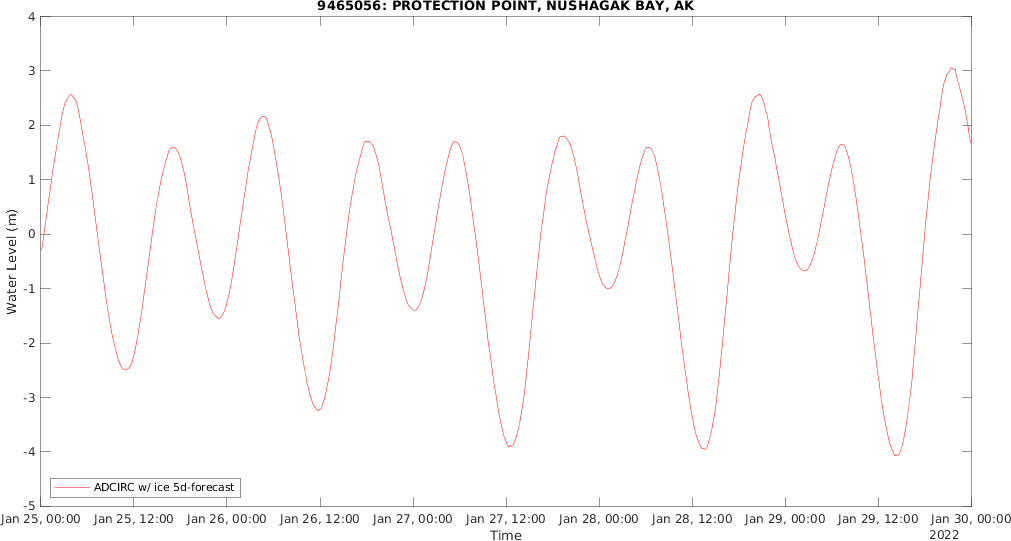 9465056: PROTECTION POINT, NUSHAGAK BAY, AK
4
3
2
1
0
-1
-2
-3
-4
-5
Water Level (m)
ADCIRC w/ ice 5d-forecast
Jan 25, 00:00 Jan 25, 12:00 Jan 26, 00:00 Jan 26, 12:00 Jan 27, 00:00 Jan 27, 12:00 Jan 28, 00:00 Jan 28, 12:00 Jan 29, 00:00 Jan 29, 12:00 Jan 30, 00:00
Time
2022